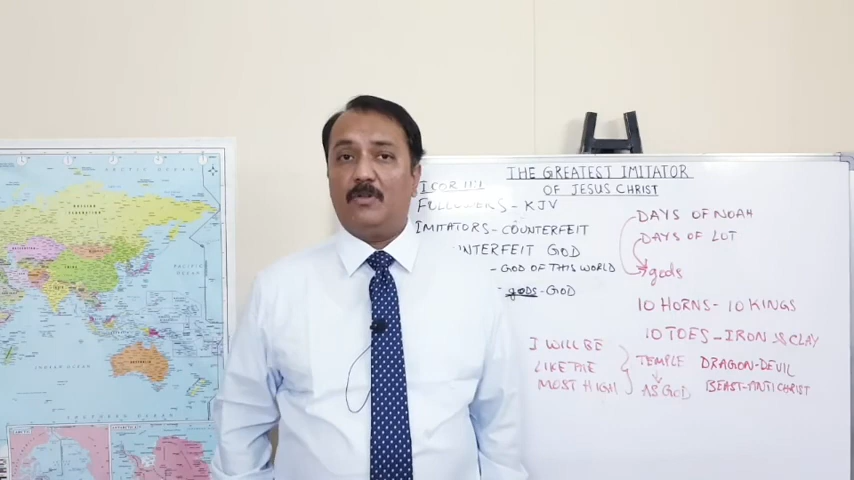 THE GREATEST IMITATOR
OF JESUS CHRIST
I COR 11:1
FOLLOWERS - KJV
IMITATORS - COUNTERFEIT
UNTERFEIT GOD
- GOD OF THIS WORLD
- gods - GOD
I WILL BE
LIKE THE
MOST HIGH
DAYS OF NOAH
DAYS OF LOT
gods
10 HORNS - 10 KINGS
10 TOES - IRON & CLAY
TEMPLE DRAGON - DEVIL
AS GOD BEAST - ANTICHRIST